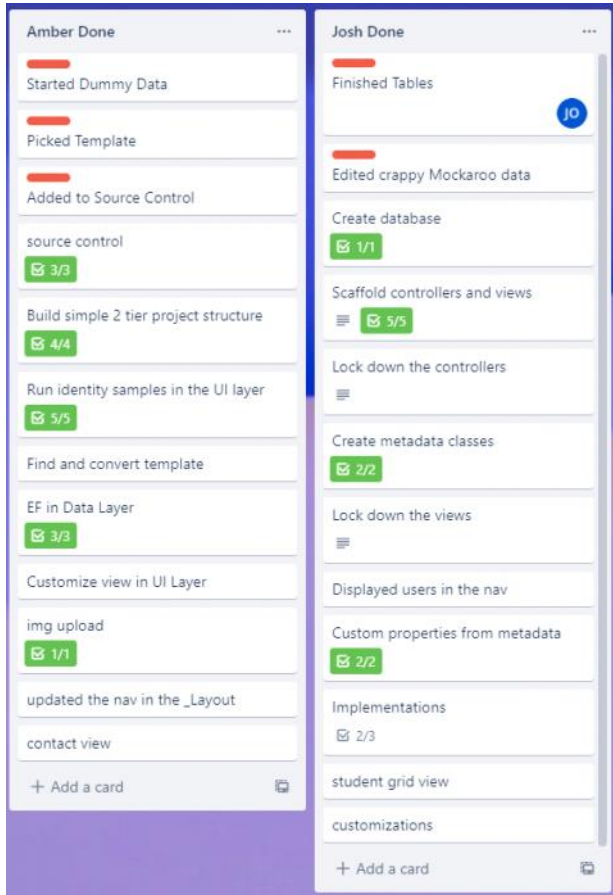 Amber Done
Started Dummy Data
Picked Template
Added to Source Control
source control
3/3
Build simple 2 tier project structure
4/4
Run identity samples in the UI layer
5/5
Find and convert template
EF in Data Layer
3/3
Customize view in UI Layer
img upload
1/1
updated the nav in the _Layout
contact view
+ Add a card
Josh Done
Finished Tables
JO
Edited crappy Mockaroo data
Create database
1/1
Scaffold controllers and views
5/5
Lock down the controllers
Create metadata classes
2/2
Lock down the views
Displayed users in the nav
Custom properties from metadata
2/2
Implementations
2/3
student grid view
customizations
+ Add a card